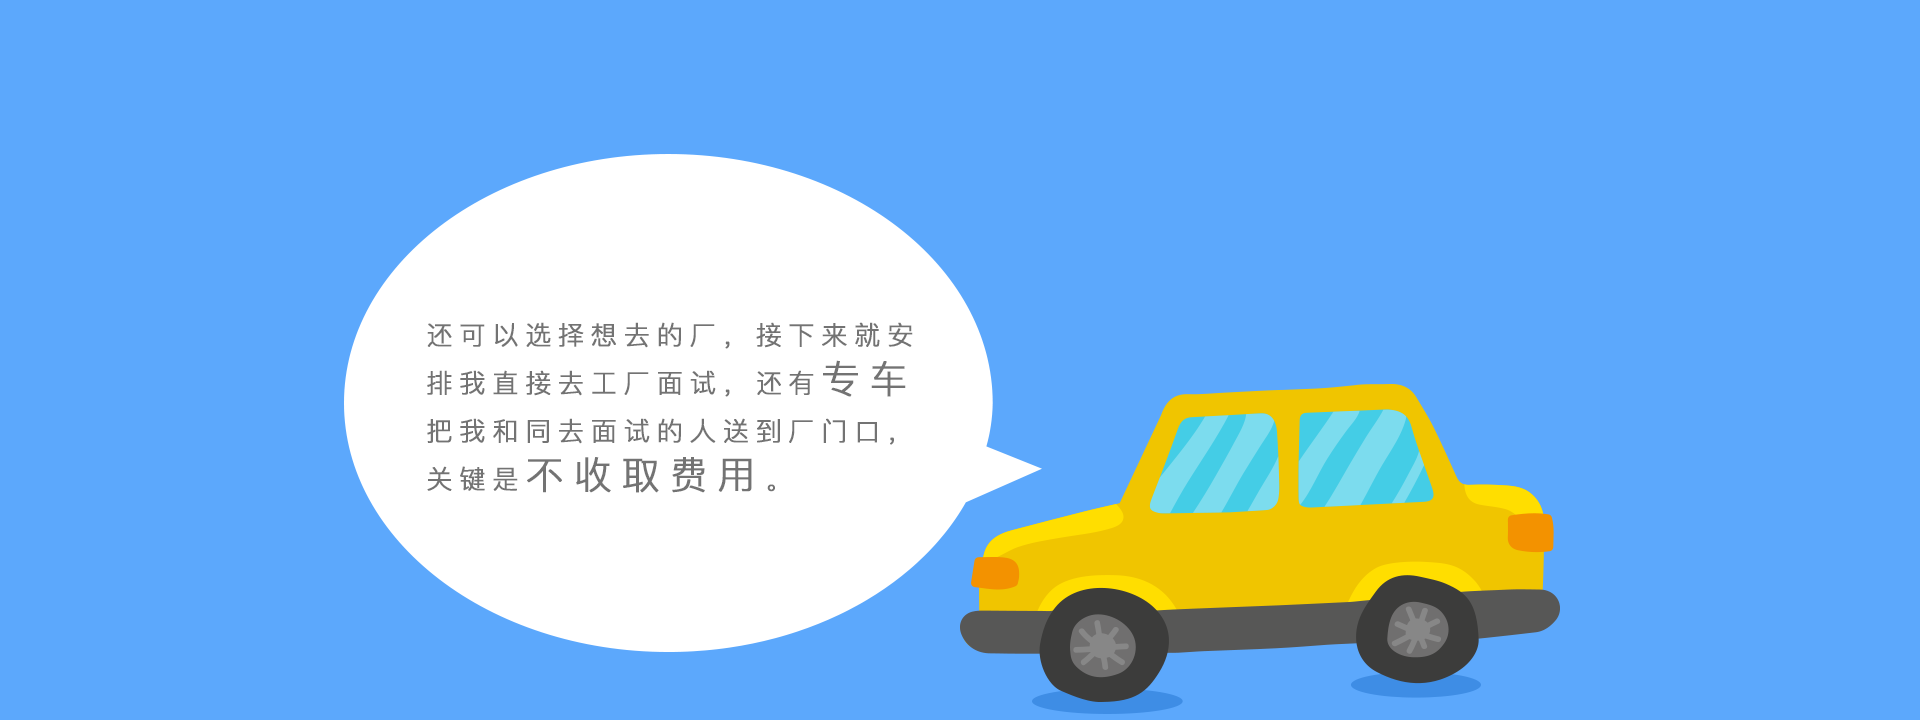 还可以选择想去的厂，接下来就安
排我直接去工厂面试，还有专车
把我和同去面试的人送到厂门口，
关键是不收取费用。